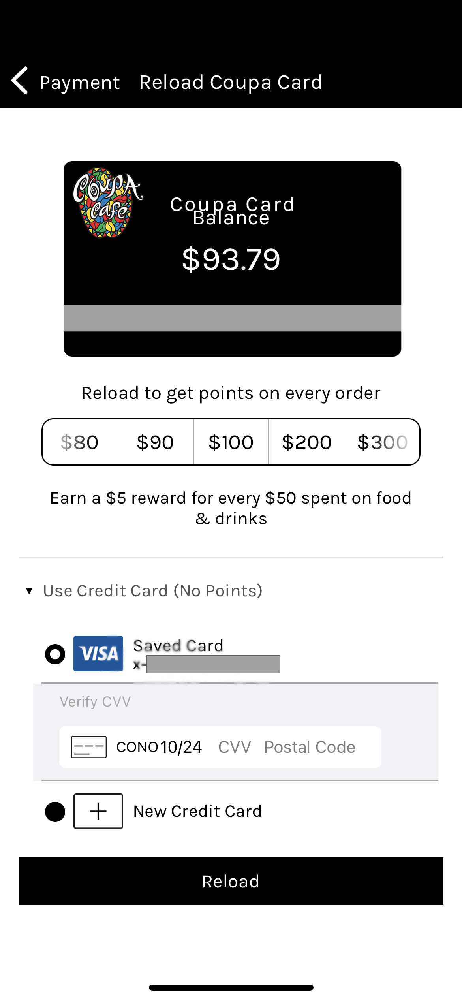 Payment Reload Coupa Card
Coupa Cafe
Coupa Card
Balance
$93.79
Reload to get points on every order
$80 $90 $100 $200 $300
Earn a $5 reward for every $50 spent on food
& drinks
▼ Use Credit Card (No Points)
VISA Saved Card
x-
Verify CVV
CONO 10/24 CVV Postal Code
+ New Credit Card
Reload